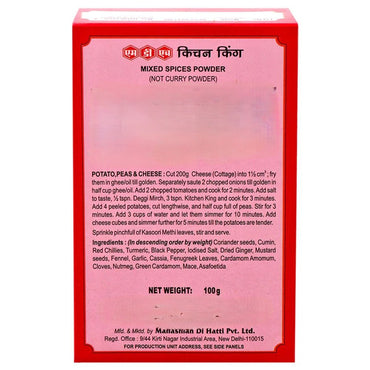 एम डी एच किचन किंग
MIXED SPICES POWDER
(NOT CURRY POWDER)
POTATO,PEAS & CHEESE : Cut 200g Cheese (Cottage) into 1½ cm³; fry
them in ghee/oil till golden. Separately saute 2 chopped onions till golden in
half cup ghee/oil. Add 2 chopped tomatoes and cook for 2 minutes. Add salt
to taste, ½ tspn. Deggi Mirch, 3 tspn. Kitchen King and cook for 3 minutes.
Add 4 peeled potatoes, cut lengthwise, and half cup full of peas. Stir for 3
minutes. Add 3 cups of water and let them simmer for 10 minutes. Add
cheese cubes and simmer further for 5 minutes till the potatoes are tender.
Sprinkle pinchfull of Kasoori Methi leaves, stir and serve.
Ingredients : (In descending order by weight) Coriander seeds, Cumin,
Red Chillies, Turmeric, Black Pepper, Iodised Salt, Dried Ginger, Mustard
seeds, Fennel, Garlic, Cassia, Fenugreek Leaves, Cardamom Amomum,
Cloves, Nutmeg, Green Cardamom, Mace, Asafoetida
NET WEIGHT: 100g
Mfd. & Mktd. by Mahashian Di Hatti Pvt. Ltd.
Regd. Office : 9/44 Kirti Nagar Industrial Area, New Delhi-110015
FOR PRODUCTION UNIT ADDRESS, SEE SIDE PANELS